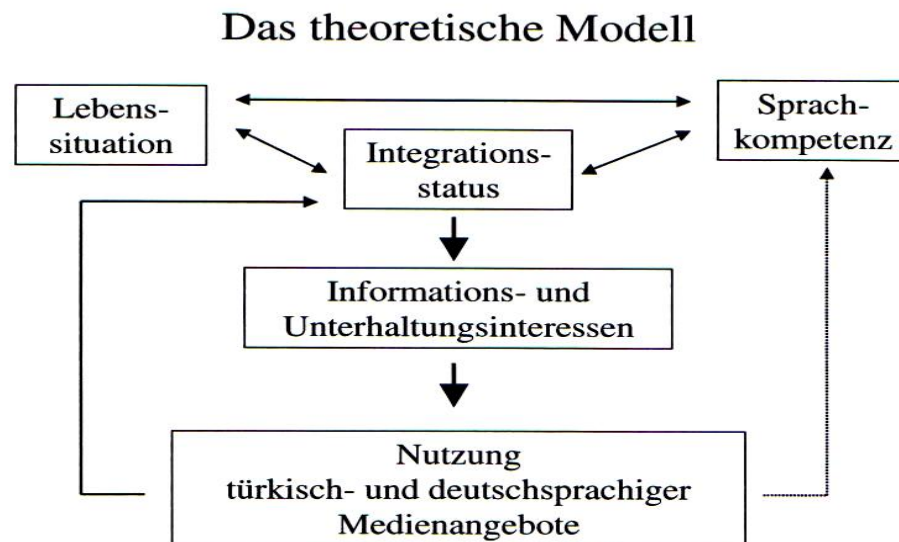 Das theoretische Modell
Lebens-
situation
Sprach-
kompetenz
Integrations-
status
Informations- und
Unterhaltungsinteressen
Nutzung
türkisch- und deutschsprachiger
Medienangebote